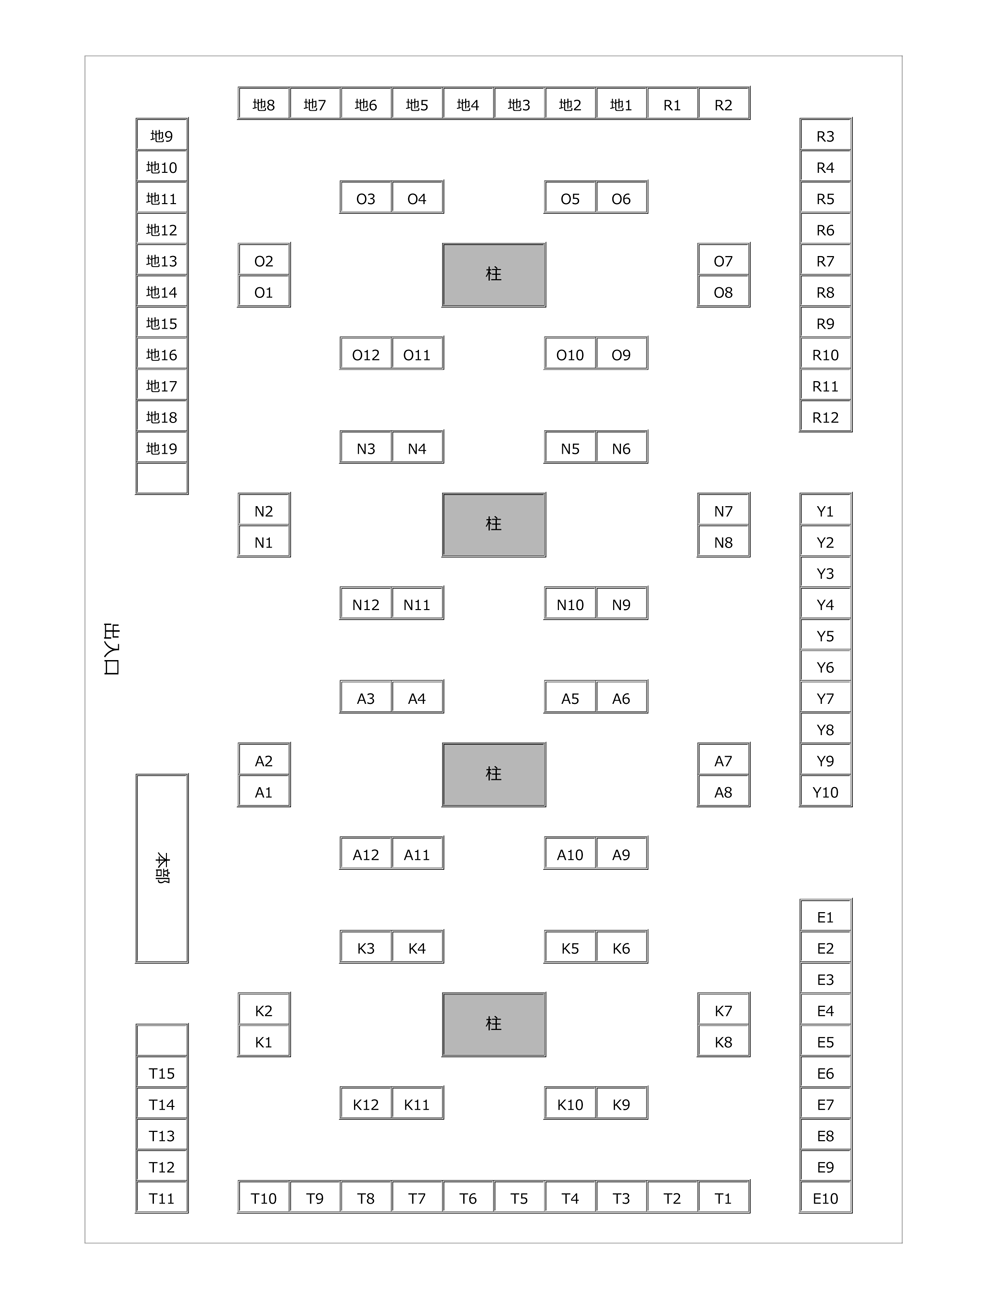 地8 地7 地6 地5 地4 地3 地2 地1 R1 R2
地9 R3
地10 R4
地11 O3 O4 O5 O6 R5
地12 R6
地13 O2 柱 O7 R7
地14 O1 O8 R8
地15 R9
地16 O12 O11 O10 O9 R10
地17 R11
地18 R12
地19 N3 N4 N5 N6
N2 柱 N7 Y1
N1 N8 Y2
Y3
N12 N11 N10 N9 Y4
出入口 Y5
Y6
A3 A4 A5 A6 Y7
Y8
A2 柱 A7 Y9
A1 A8 Y10
本部 A12 A11 A10 A9
E1
K3 K4 K5 K6 E2
E3
K2 柱 K7 E4
K1 K8 E5
T15 E6
T14 K12 K11 K10 K9 E7
T13 E8
T12 E9
T11 T10 T9 T8 T7 T6 T5 T4 T3 T2 T1 E10